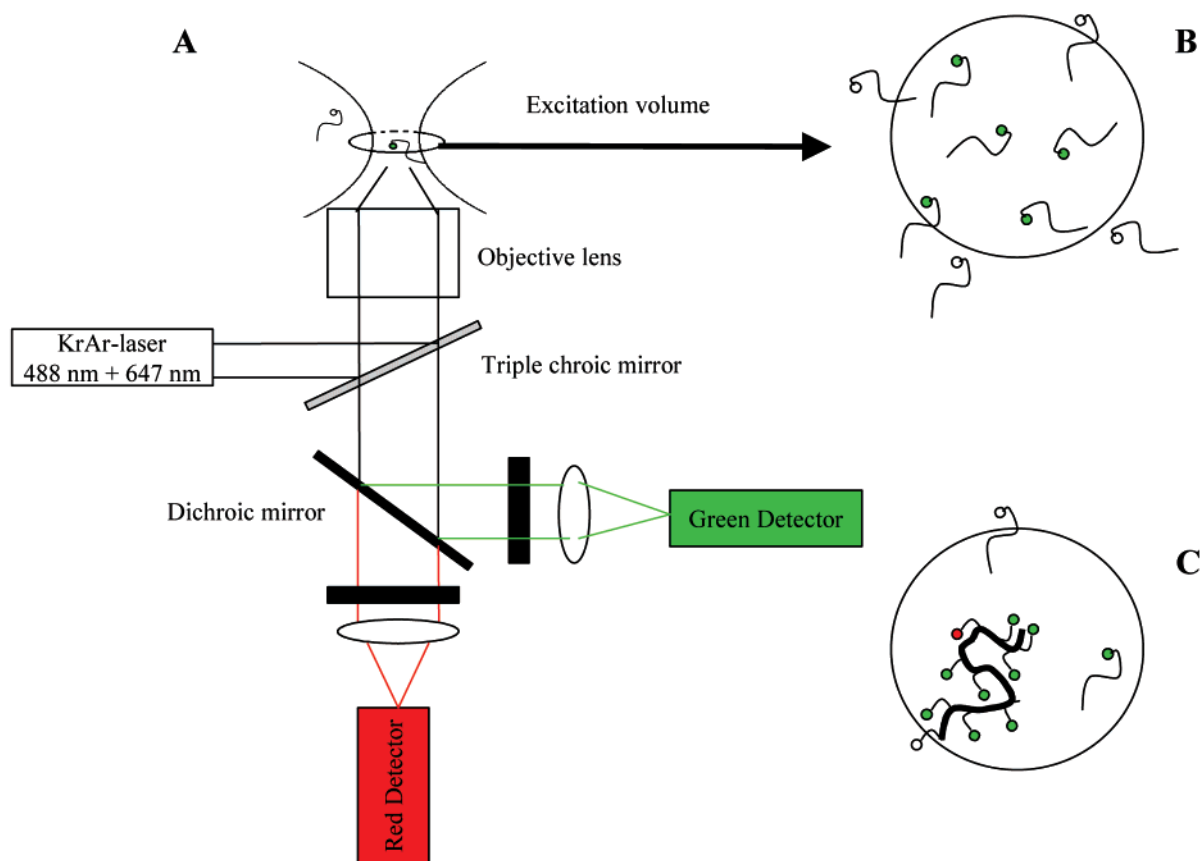 A
B
Excitation volume
Objective lens
KrAr-laser
488 nm + 647 nm
Triple chroic mirror
Dichroic mirror
Green Detector
C
Red Detector